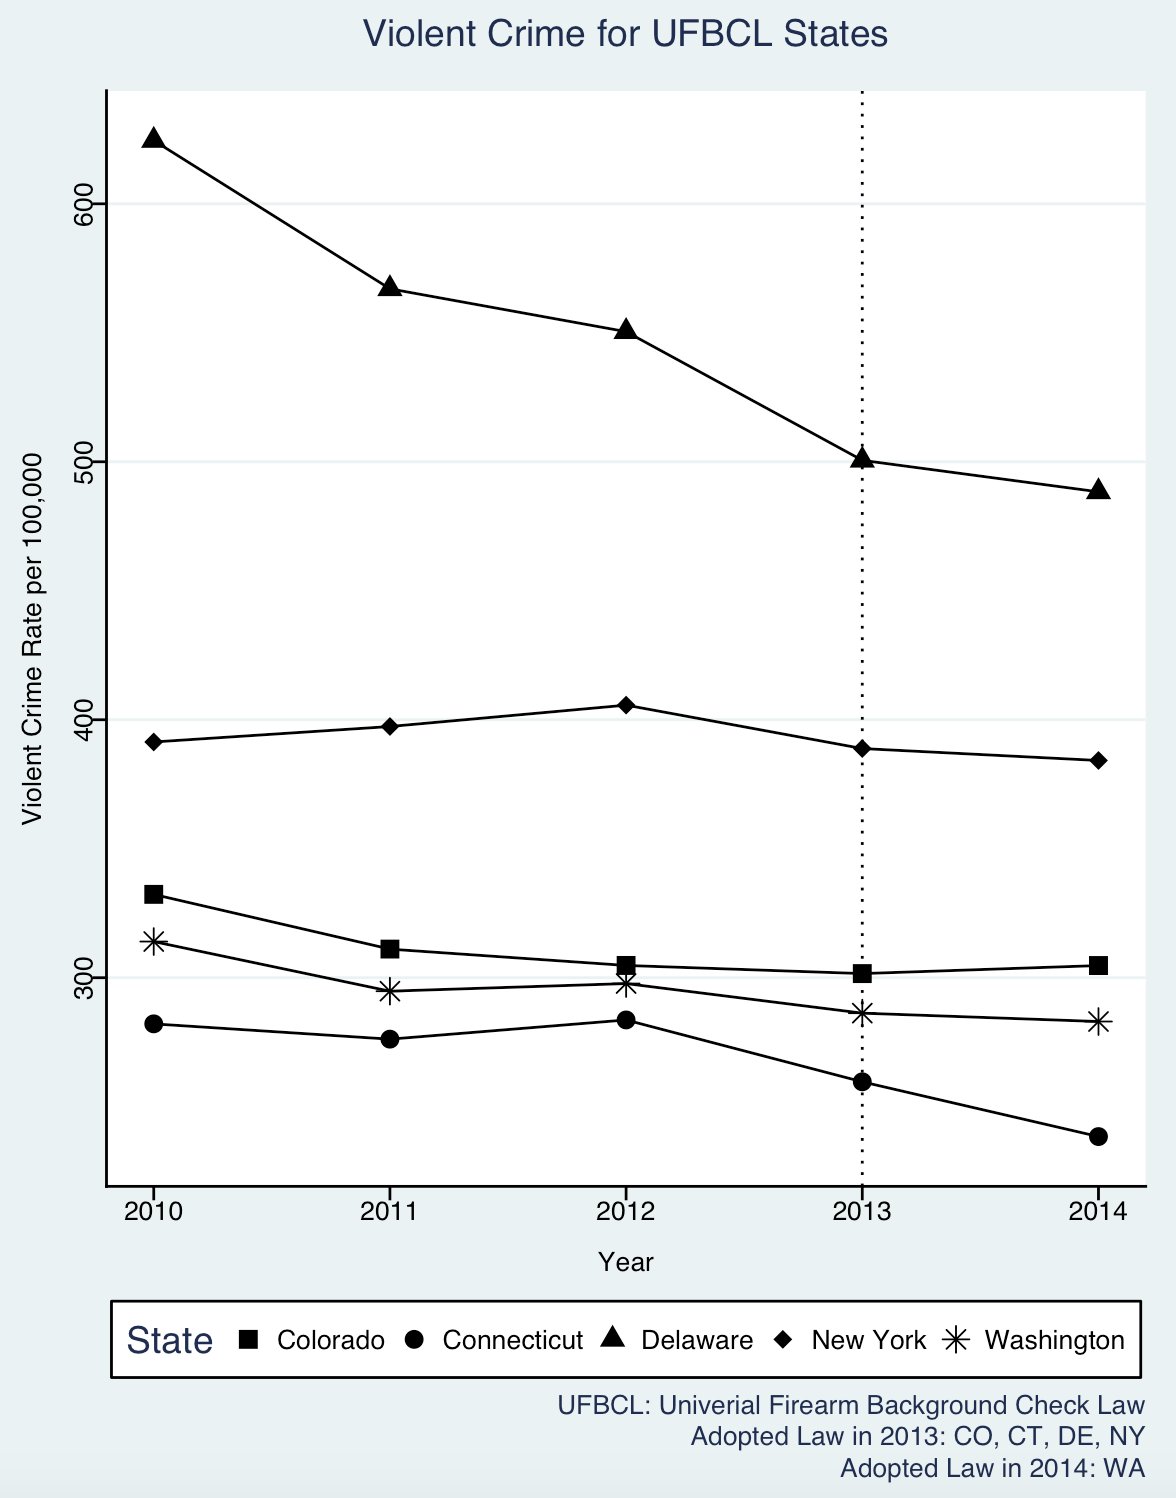 Violent Crime for UFBCL States
Violent Crime Rate per 100,000
600
500
400
300
2010 2011 2012 2013 2014
Year
State Colorado Connecticut Delaware New York Washington
UFBCL: Univerial Firearm Background Check Law
Adopted Law in 2013: CO, CT, DE, NY
Adopted Law in 2014: WA